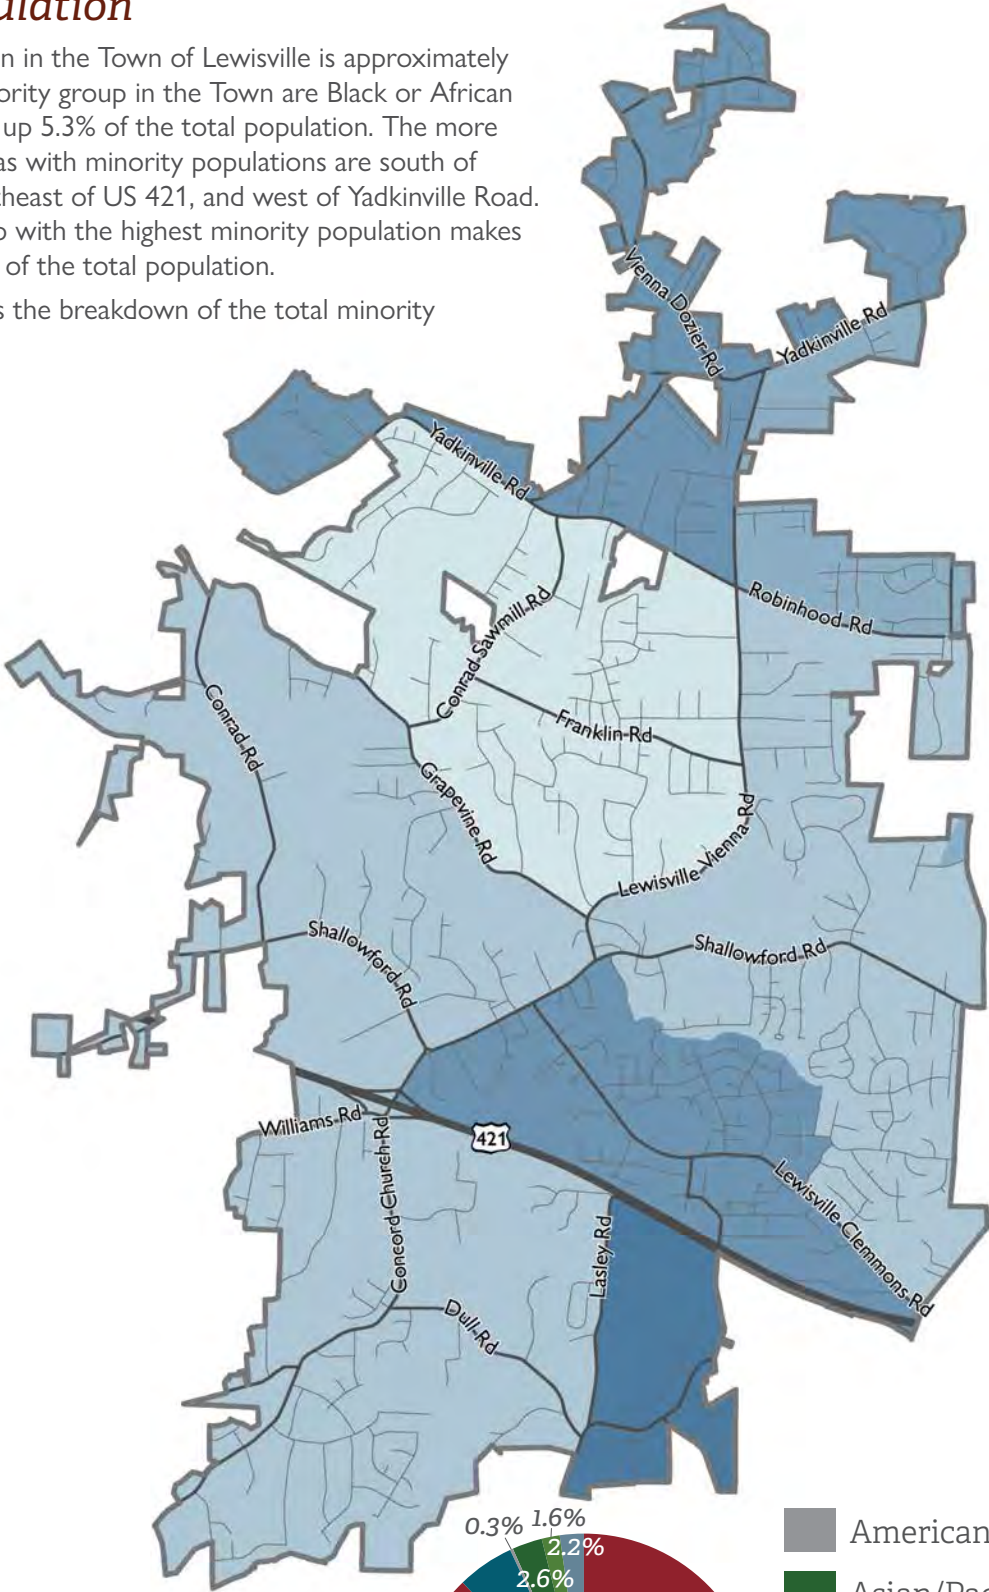 ulation
n in the Town of Lewisville is approximately
ority group in the Town are Black or African
up 5.3% of the total population. The more
as with minority populations are south of
theast of US 421, and west of Yadkinville Road.
with the highest minority population makes
of the total population.
s the breakdown of the total minority
Vienna Dozier Rd
Yadkinville Rd
Yadkinville Rd
Robinhood Rd
Conrad Sawmill Rd
Franklin Rd
Conrad Rd
Grapevine Rd
Lewisville Vienna Rd
Shallowford Rd
Shallowford Rd
Williams Rd
421
Concord Church Rd
Lewisville Clemmons Rd
Lasley Rd
Dull Rd
0.3% 1.6%
2.2%
2.6%
American